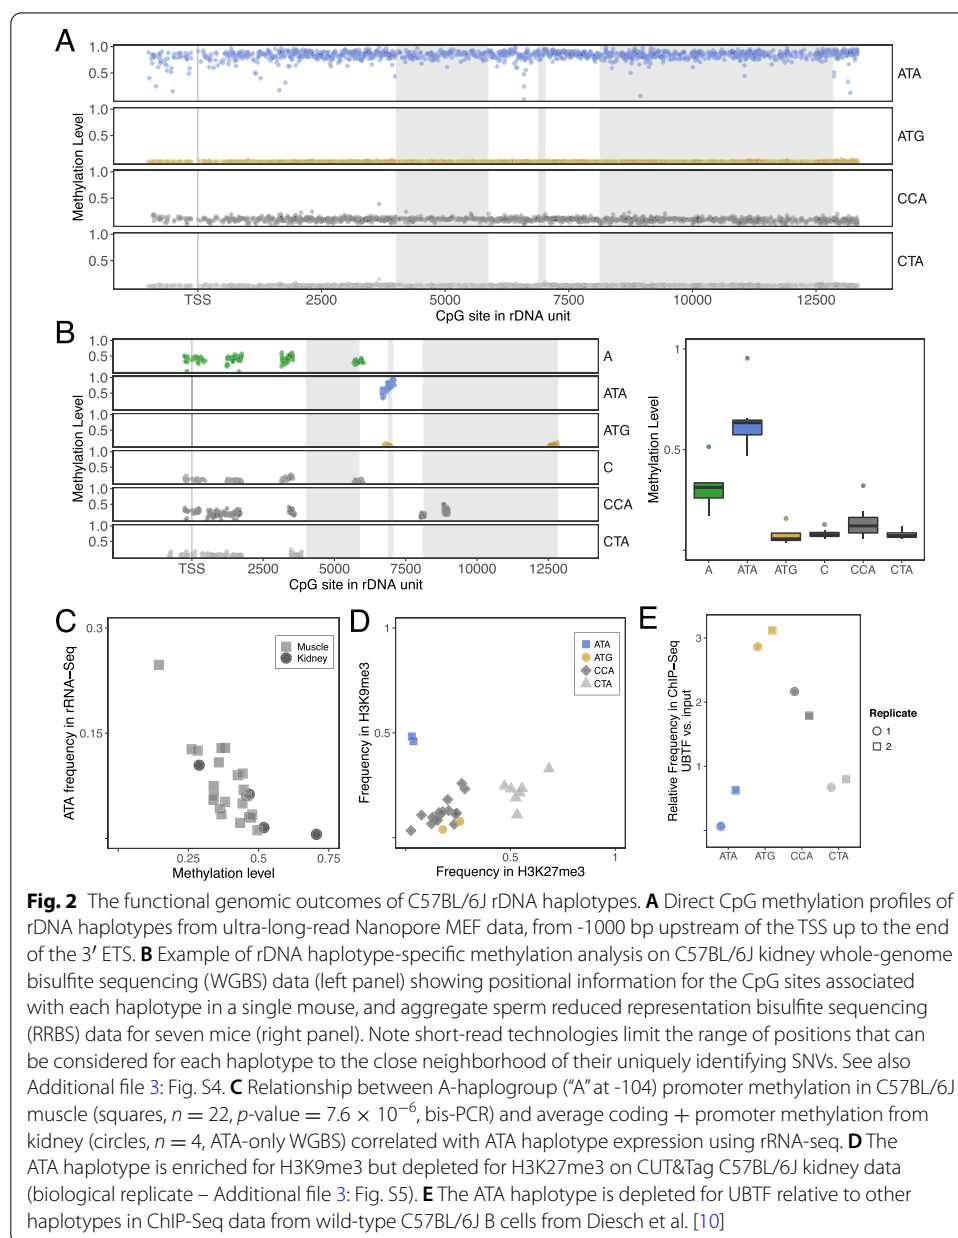 A
1.0
0.5
ATA
1.0
0.5
ATG
1.0
0.5
CCA
1.0
0.5
CTA
Methylation Level
TSS 2500 5000 7500 10000 12500
CpG site in rDNA unit
B
1.0
0.5
A
1.0
0.5
ATA
1.0
0.5
ATG
1.0
0.5
C
1.0
0.5
CCA
1.0
0.5
CTA
Methylation Level
TSS 2500 5000 7500 10000 12500
CpG site in rDNA unit
1
0.5
Methylation Level
A ATA ATG C CCA CTA
C
0.3
0.15
ATA frequency in rRNA–Seq
Muscle
Kidney
0.25 0.5 0.75
Methylation level
D
1
0.5
Frequency in H3K9me3
ATA
ATG
CCA
CTA
0.5 1
Frequency in H3K27me3
E
3
2
1
Relative Frequency in ChIP–Seq
UBTF vs. input
ATA ATG CCA CTA
Replicate
1
2
Fig. 2 The functional genomic outcomes of C57BL/6J rDNA haplotypes. A Direct CpG methylation profiles of
rDNA haplotypes from ultra-long-read Nanopore MEF data, from -1000 bp upstream of the TSS up to the end
of the 3′ ETS. B Example of rDNA haplotype-specific methylation analysis on C57BL/6J kidney whole-genome
bisulfite sequencing (WGBS) data (left panel) showing positional information for the CpG sites associated
with each haplotype in a single mouse, and aggregate sperm reduced representation bisulfite sequencing
(RRBS) data for seven mice (right panel). Note short-read technologies limit the range of positions that can
be considered for each haplotype to the close neighborhood of their uniquely identifying SNVs. See also
Additional file 3: Fig. S4. C Relationship between A-haplogroup (“A” at -104) promoter methylation in C57BL/6J
muscle (squares, n = 22, p-value = 7.6 × 10⁻⁶, bis-PCR) and average coding + promoter methylation from
kidney (circles, n = 4, ATA-only WGBS) correlated with ATA haplotype expression using rRNA-seq. D The
ATA haplotype is enriched for H3K9me3 but depleted for H3K27me3 on CUT&Tag C57BL/6J kidney data
(biological replicate – Additional file 3: Fig. S5). E The ATA haplotype is depleted for UBTF relative to other
haplotypes in ChIP-Seq data from wild-type C57BL/6J B cells from Diesch et al. [10]